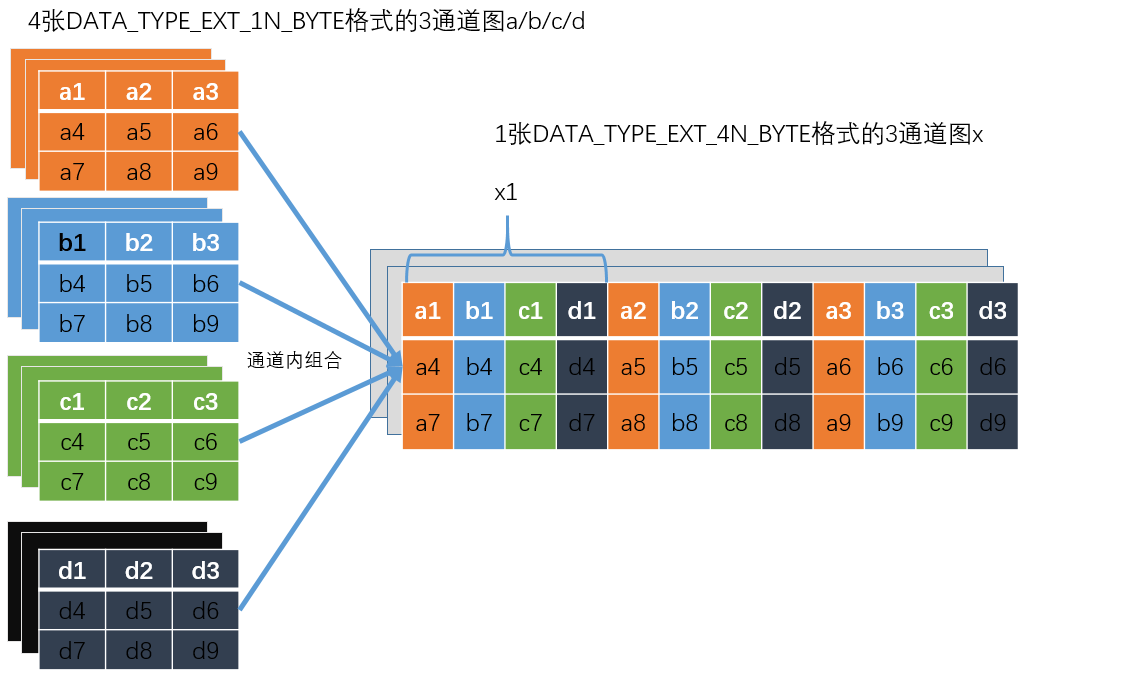 4张DATA_TYPE_EXT_1N_BYTE格式的3通道图a/b/c/d
a1 a2 a3
a4 a5 a6
a7 a8 a9
b1 b2 b3
b4 b5 b6
b7 b8 b9
c1 c2 c3
c4 c5 c6
c7 c8 c9
d1 d2 d3
d4 d5 d6
d7 d8 d9
通道内组合
1张DATA_TYPE_EXT_4N_BYTE格式的3通道图x
x1
a1 b1 c1 d1 a2 b2 c2 d2 a3 b3 c3 d3
a4 b4 c4 d4 a5 b5 c5 d5 a6 b6 c6 d6
a7 b7 c7 d7 a8 b8 c8 d8 a9 b9 c9 d9